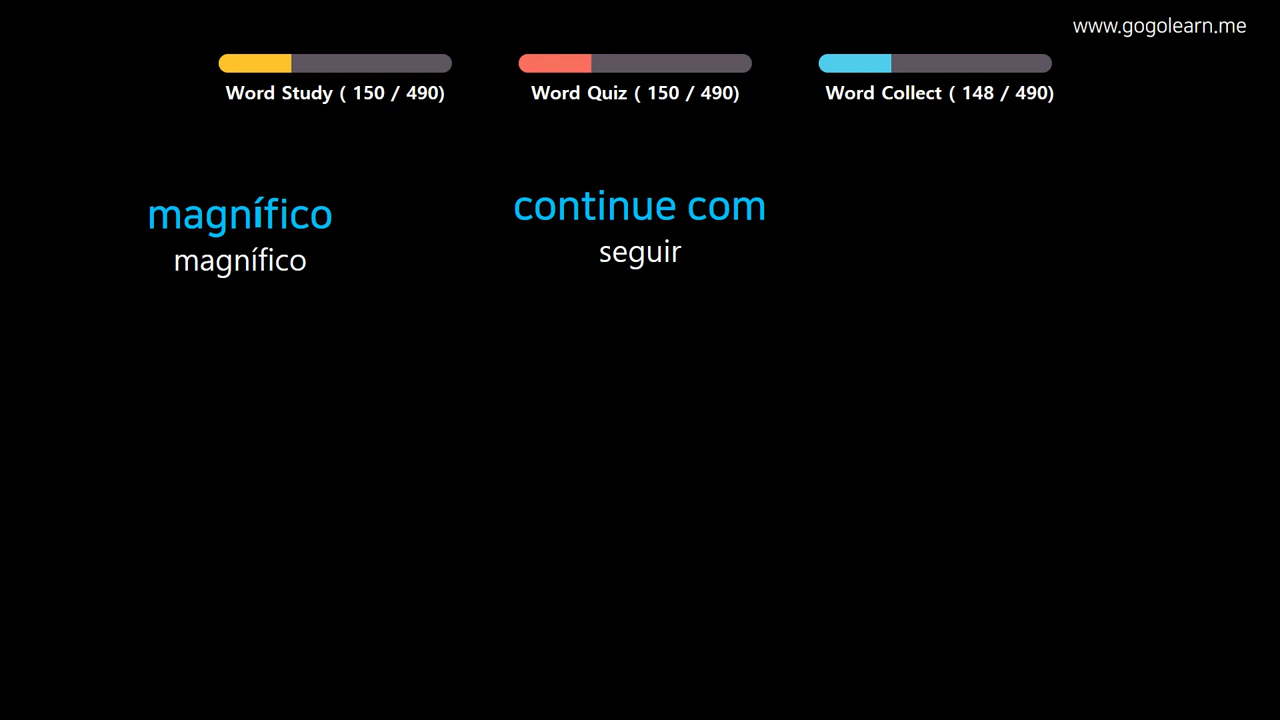 www.gogolearn.me
Word Study ( 150 / 490)
Word Quiz ( 150 / 490)
Word Collect ( 148 / 490)
magnífico
magnífico
continue com
seguir